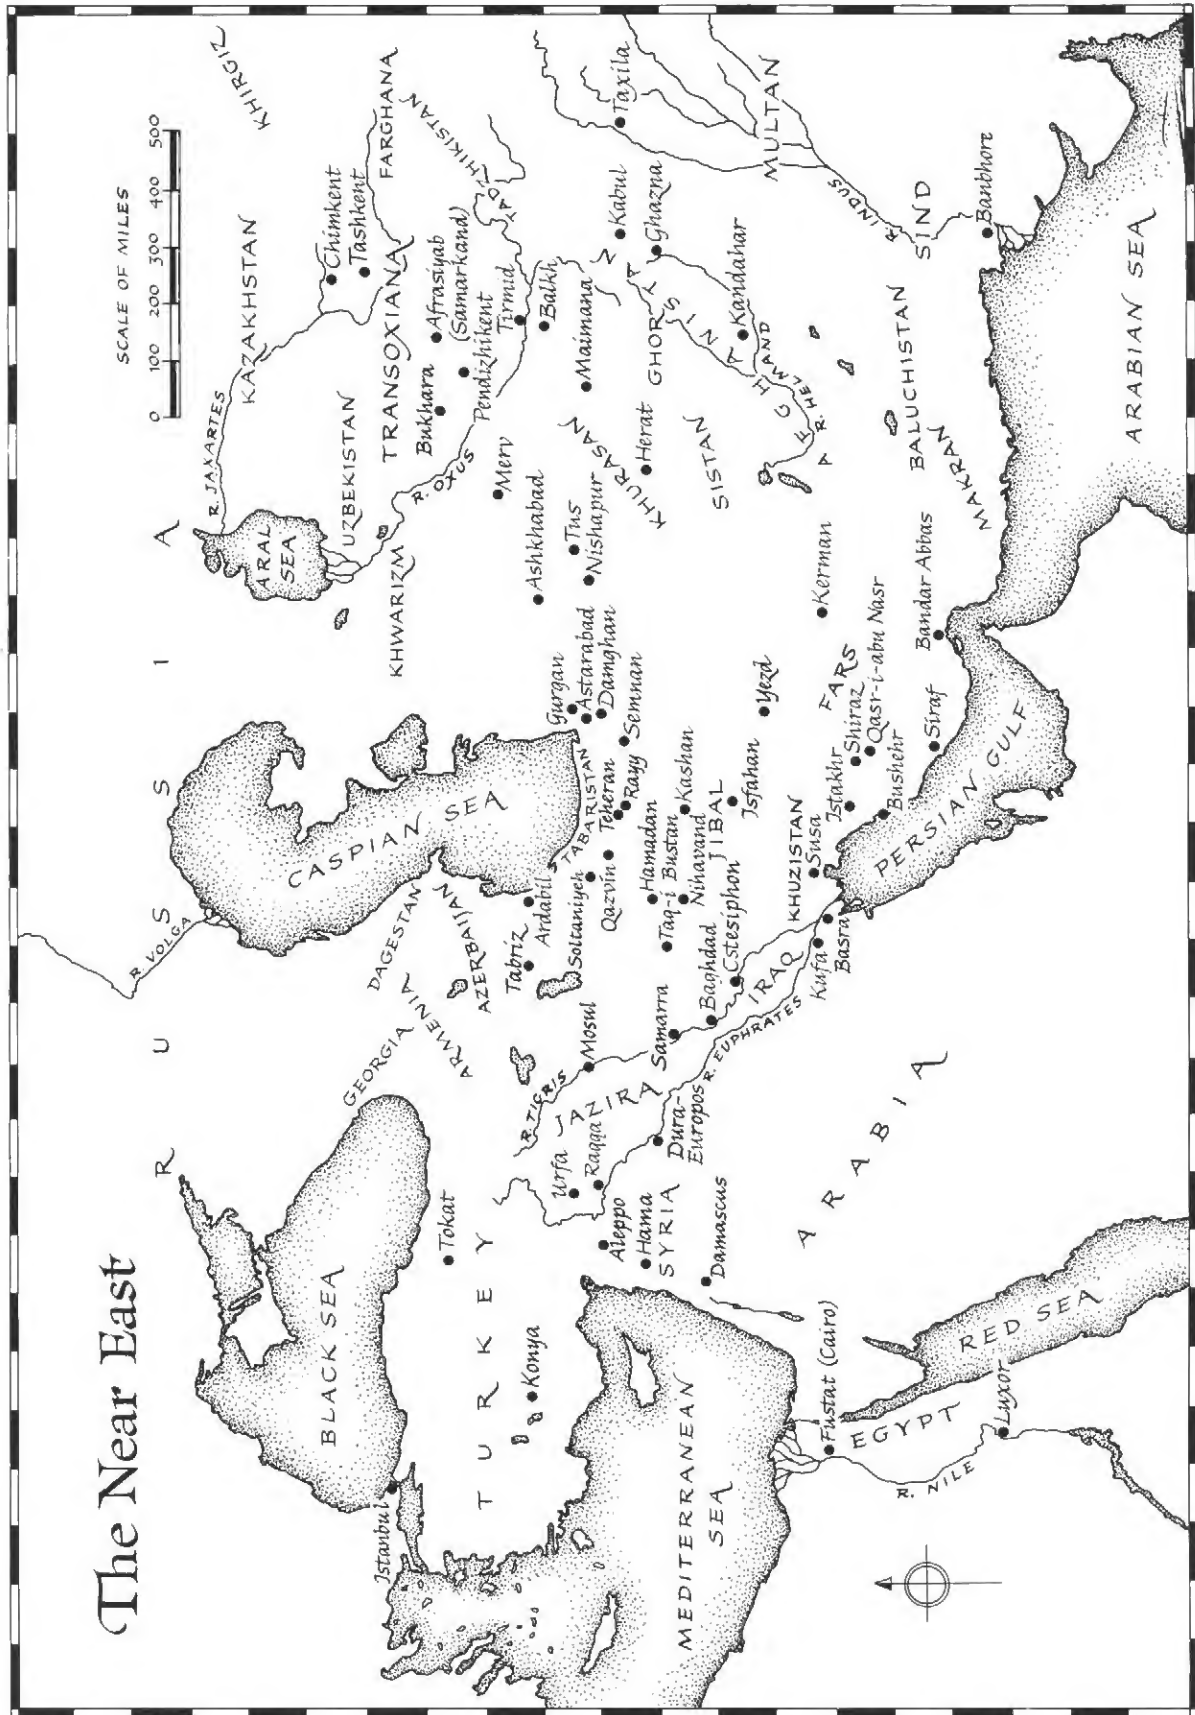 The Near East
SCALE OF MILES
0 100 200 300 400 500
R U S S I A
R. VOLGA
R. JAXARTES
KHIRGIZ
KAZAKHSTAN
ARAL
SEA
Chimkent
Tashkent
FARGHANA
UZBEKISTAN
TRANSOXIANA
Afrasiyab
(Samarkand)
Bukhara
Pendizhikent
TADZHIKISTAN
KHWARIZM
R. OXUS
Tirmid
Balkh
Merv
Ashkhabad
CASPIAN SEA
BLACK SEA
GEORGIA
DAGESTAN
ARMENIA
AZERBAIJAN
Istanbul
Tokat
TURKEY
Konya
Tabriz
Ardabil
Soltaniyeh
TABARISTAN
Gurgan
Astarabad
Damghan
Semnan
Tus
Nishapur
KHURASAN
Maimana
Herat
GHOR
AFGHANISTAN
Kabul
Ghazna
Taxila
Kandahar
R. HELMAND
SISTAN
MULTAN
R. INDUS
SIND
Banbhore
BALUCHISTAN
MAKRAN
ARABIAN SEA
Qazvin
Teheran
Rayy
Hamadan
Taq-i Bustan
Kashan
Nihavand
JIBAL
Isfahan
Yezd
Kerman
R. TIGRIS
Mosul
Urfa
JAZIRA
Raqqa
Aleppo
Hama
SYRIA
Dura-
Europos
Damascus
Samarra
Baghdad
Cstesiphon
IRAQ
R. EUPHRATES
KHUZISTAN
Susa
Kufa
Basra
Istakhr
FARS
Shiraz
Qasr-i-abu Nasr
Bushehr
Siraf
Bandar Abbas
PERSIAN GULF
ARABIA
MEDITERRANEAN
SEA
Fustat (Cairo)
EGYPT
R. NILE
Luxor
RED SEA